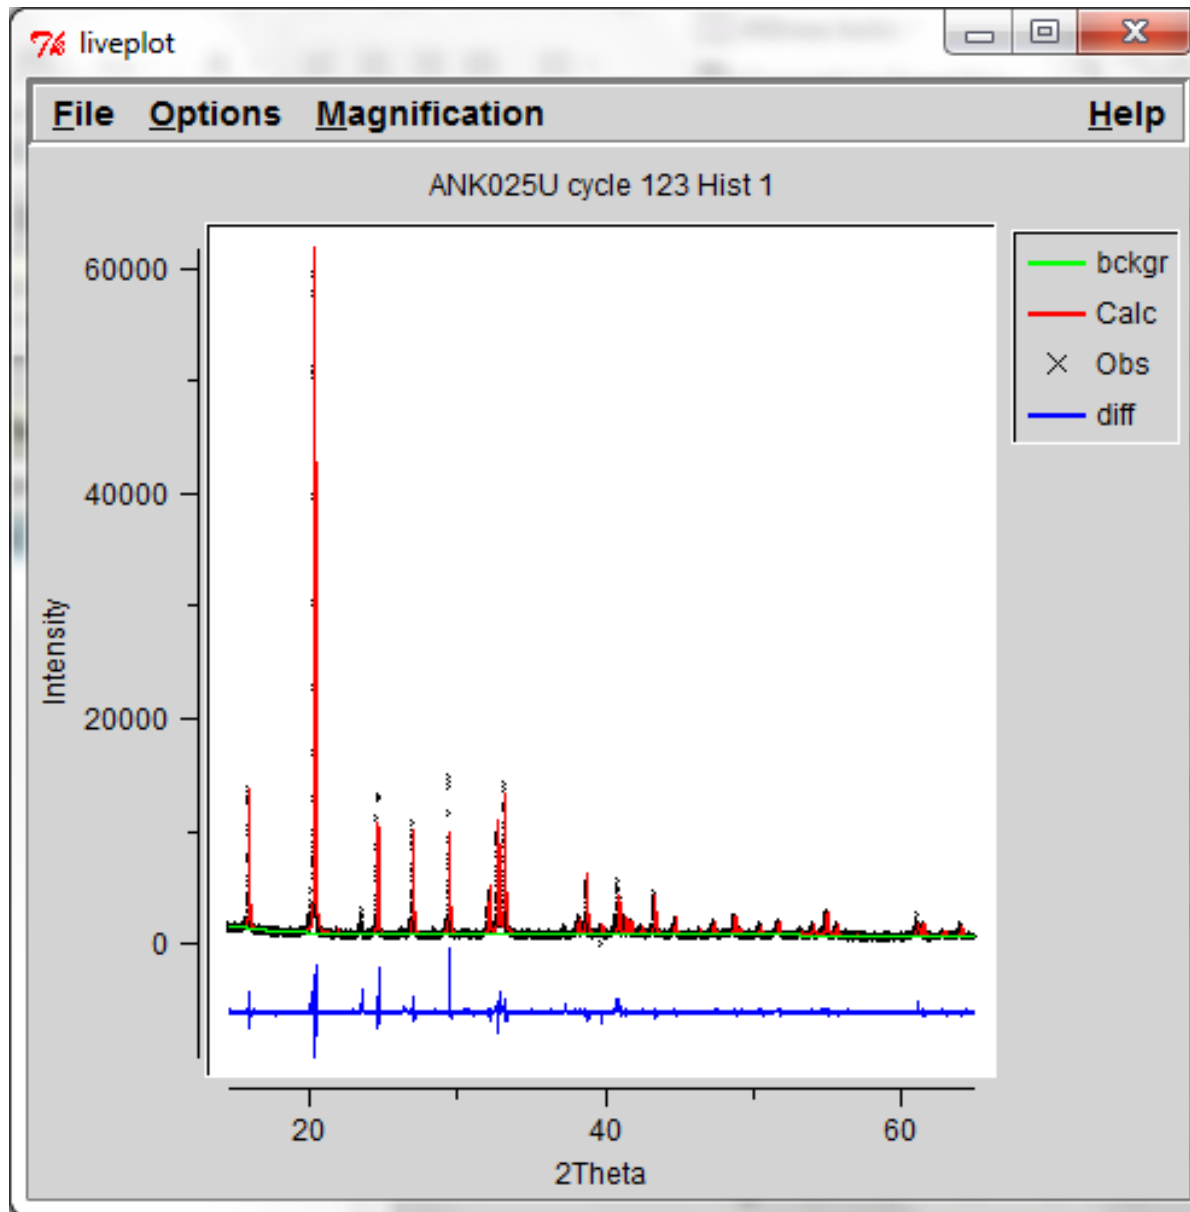 liveplot
File Options Magnification Help
ANK025U cycle 123 Hist 1
bckgr
Calc
Obs
diff
60000
40000
20000
0
Intensity
20 40 60
2Theta